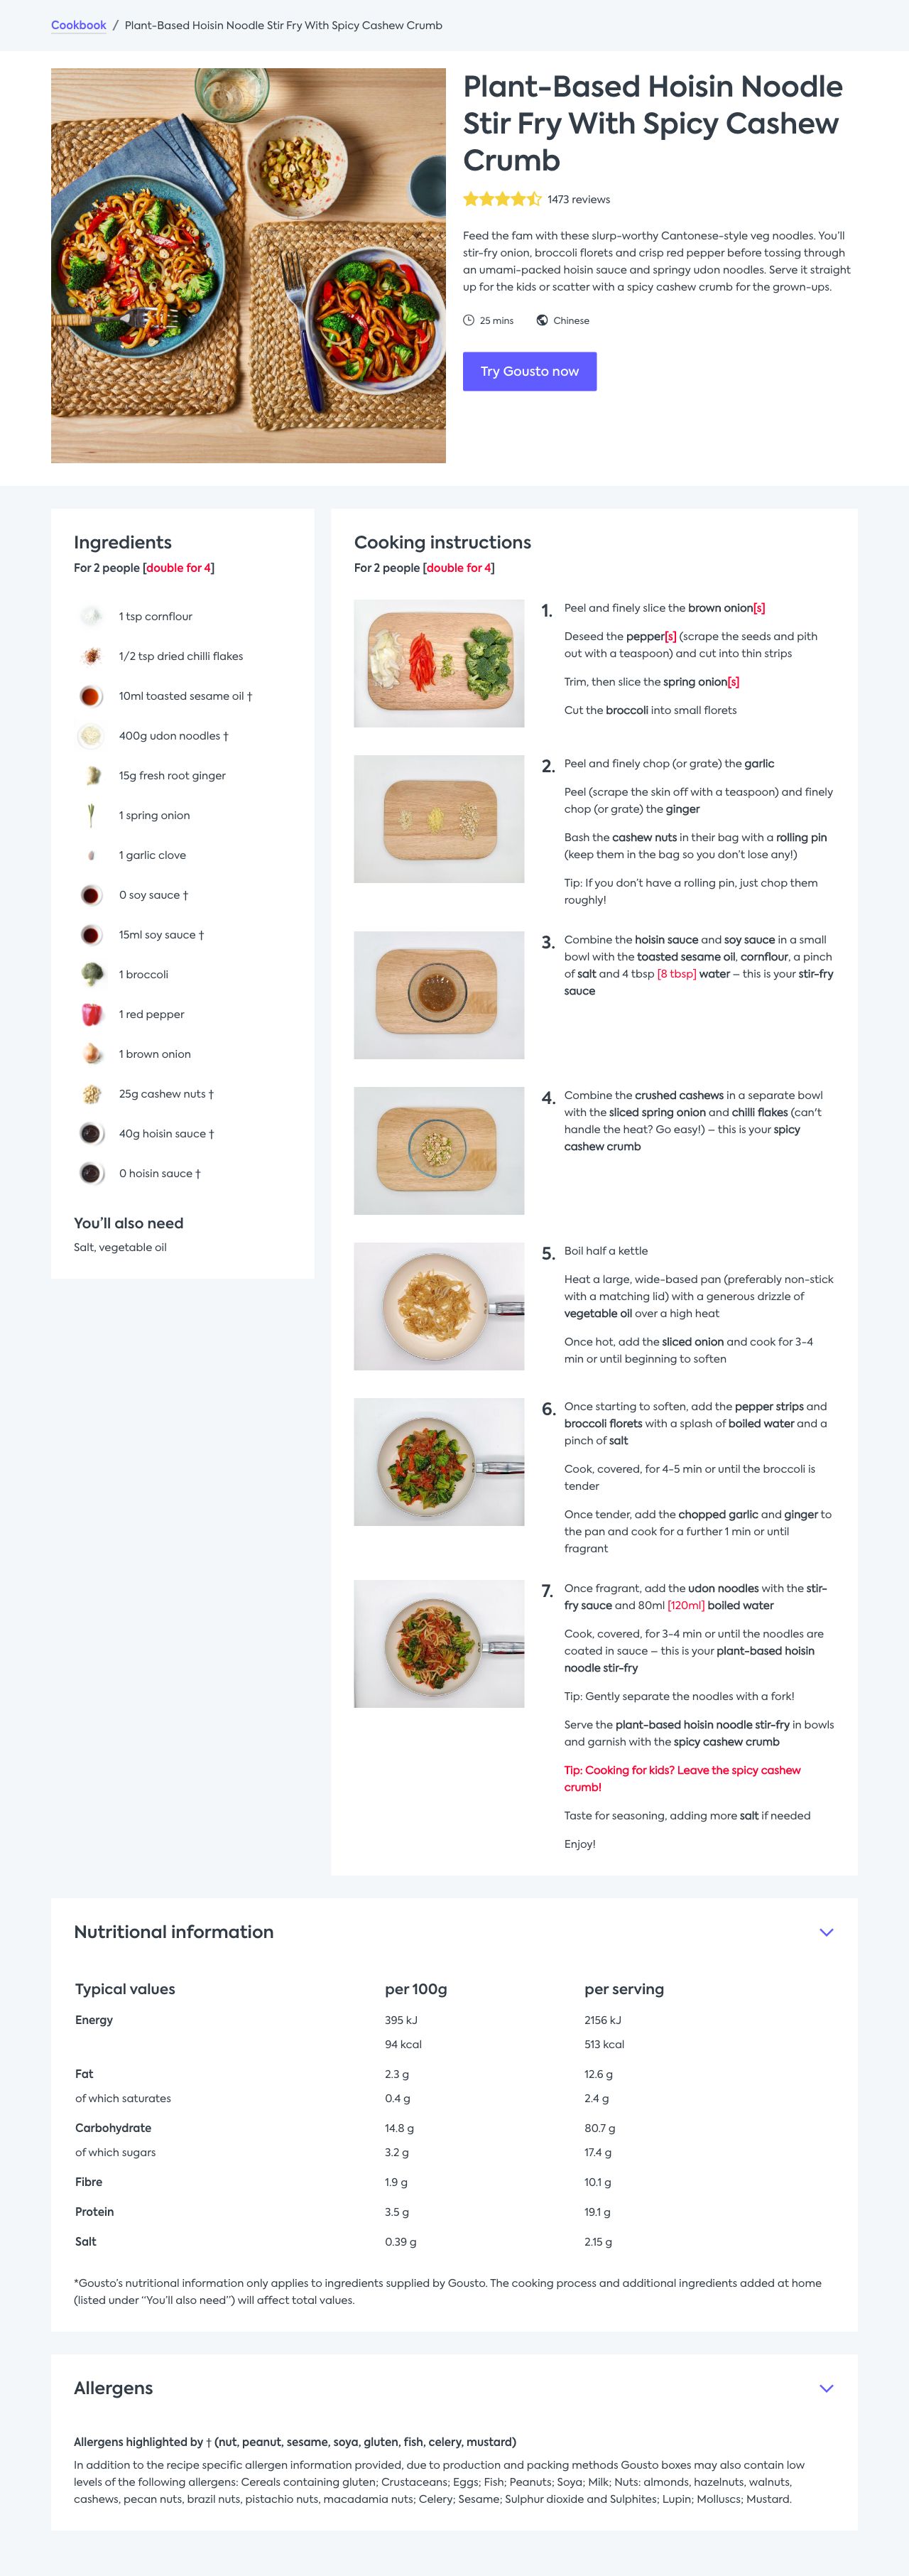 Cookbook / Plant-Based Hoisin Noodle Stir Fry With Spicy Cashew Crumb
Plant-Based Hoisin Noodle
Stir Fry With Spicy Cashew
Crumb
1473 reviews
Feed the fam with these slurp-worthy Cantonese-style veg noodles. You'll
stir-fry onion, broccoli florets and crisp red pepper before tossing through
an umami-packed hoisin sauce and springy udon noodles. Serve it straight
up for the kids or scatter with a spicy cashew crumb for the grown-ups.
25 mins Chinese
Try Gousto now
Ingredients
For 2 people [double for 4]
1 tsp cornflour
1/2 tsp dried chilli flakes
10ml toasted sesame oil †
400g udon noodles †
15g fresh root ginger
1 spring onion
1 garlic clove
0 soy sauce †
15ml soy sauce †
1 broccoli
1 red pepper
1 brown onion
25g cashew nuts †
40g hoisin sauce †
0 hoisin sauce †
You'll also need
Salt, vegetable oil
Cooking instructions
For 2 people [double for 4]
1. Peel and finely slice the brown onion[s]
Deseed the pepper[s] (scrape the seeds and pith
out with a teaspoon) and cut into thin strips
Trim, then slice the spring onion[s]
Cut the broccoli into small florets
2. Peel and finely chop (or grate) the garlic
Peel (scrape the skin off with a teaspoon) and finely
chop (or grate) the ginger
Bash the cashew nuts in their bag with a rolling pin
(keep them in the bag so you don't lose any!)
Tip: If you don't have a rolling pin, just chop them
roughly!
3. Combine the hoisin sauce and soy sauce in a small
bowl with the toasted sesame oil, cornflour, a pinch
of salt and 4 tbsp [8 tbsp] water – this is your stir-fry
sauce
4. Combine the crushed cashews in a separate bowl
with the sliced spring onion and chilli flakes (can't
handle the heat? Go easy!) – this is your spicy
cashew crumb
5. Boil half a kettle
Heat a large, wide-based pan (preferably non-stick
with a matching lid) with a generous drizzle of
vegetable oil over a high heat
Once hot, add the sliced onion and cook for 3-4
min or until beginning to soften
6. Once starting to soften, add the pepper strips and
broccoli florets with a splash of boiled water and a
pinch of salt
Cook, covered, for 4-5 min or until the broccoli is
tender
Once tender, add the chopped garlic and ginger to
the pan and cook for a further 1 min or until
fragrant
7. Once fragrant, add the udon noodles with the stir-
fry sauce and 80ml [120ml] boiled water
Cook, covered, for 3-4 min or until the noodles are
coated in sauce – this is your plant-based hoisin
noodle stir-fry
Tip: Gently separate the noodles with a fork!
Serve the plant-based hoisin noodle stir-fry in bowls
and garnish with the spicy cashew crumb
Tip: Cooking for kids? Leave the spicy cashew
crumb!
Taste for seasoning, adding more salt if needed
Enjoy!
Nutritional information
Typical values per 100g per serving
Energy 395 kJ 2156 kJ
94 kcal 513 kcal
Fat 2.3 g 12.6 g
of which saturates 0.4 g 2.4 g
Carbohydrate 14.8 g 80.7 g
of which sugars 3.2 g 17.4 g
Fibre 1.9 g 10.1 g
Protein 3.5 g 19.1 g
Salt 0.39 g 2.15 g
*Gousto's nutritional information only applies to ingredients supplied by Gousto. The cooking process and additional ingredients added at home
(listed under "You'll also need") will affect total values.
Allergens
Allergens highlighted by † (nut, peanut, sesame, soya, gluten, fish, celery, mustard)
In addition to the recipe specific allergen information provided, due to production and packing methods Gousto boxes may also contain low
levels of the following allergens: Cereals containing gluten; Crustaceans; Eggs; Fish; Peanuts; Soya; Milk; Nuts: almonds, hazelnuts, walnuts,
cashews, pecan nuts, brazil nuts, pistachio nuts, macadamia nuts; Celery; Sesame; Sulphur dioxide and Sulphites; Lupin; Molluscs; Mustard.